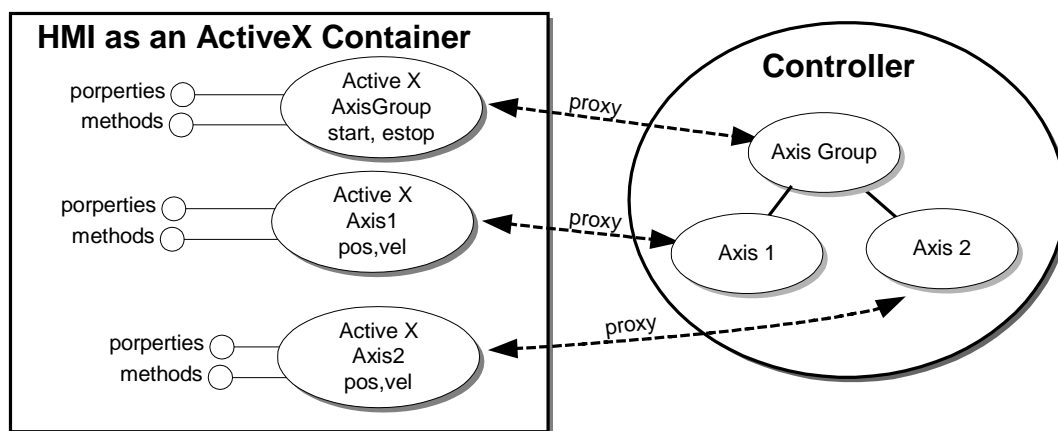 HMI as an ActiveX Container
porperties
methods
Active X
AxisGroup
start, estop
porperties
methods
Active X
Axis1
pos,vel
porperties
methods
Active X
Axis2
pos,vel
proxy
proxy
proxy
Controller
Axis Group
Axis 1
Axis 2